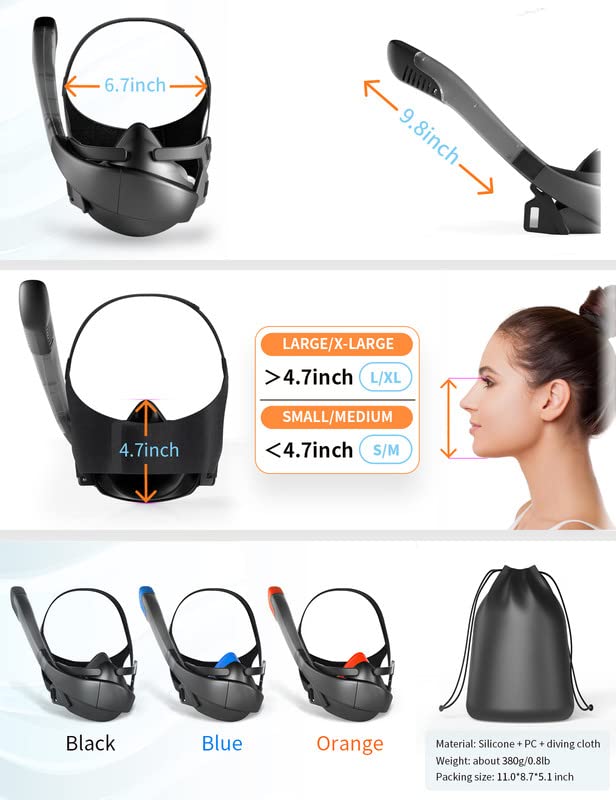 6.7inch
9.8inch
LARGE/X-LARGE
>4.7inch L/XL
SMALL/MEDIUM
<4.7inch S/M
4.7inch
Black
Blue
Orange
Material: Silicone + PC + diving cloth
Weight: about 380g/0.8lb
Packing size: 11.0*8.7*5.1 inch